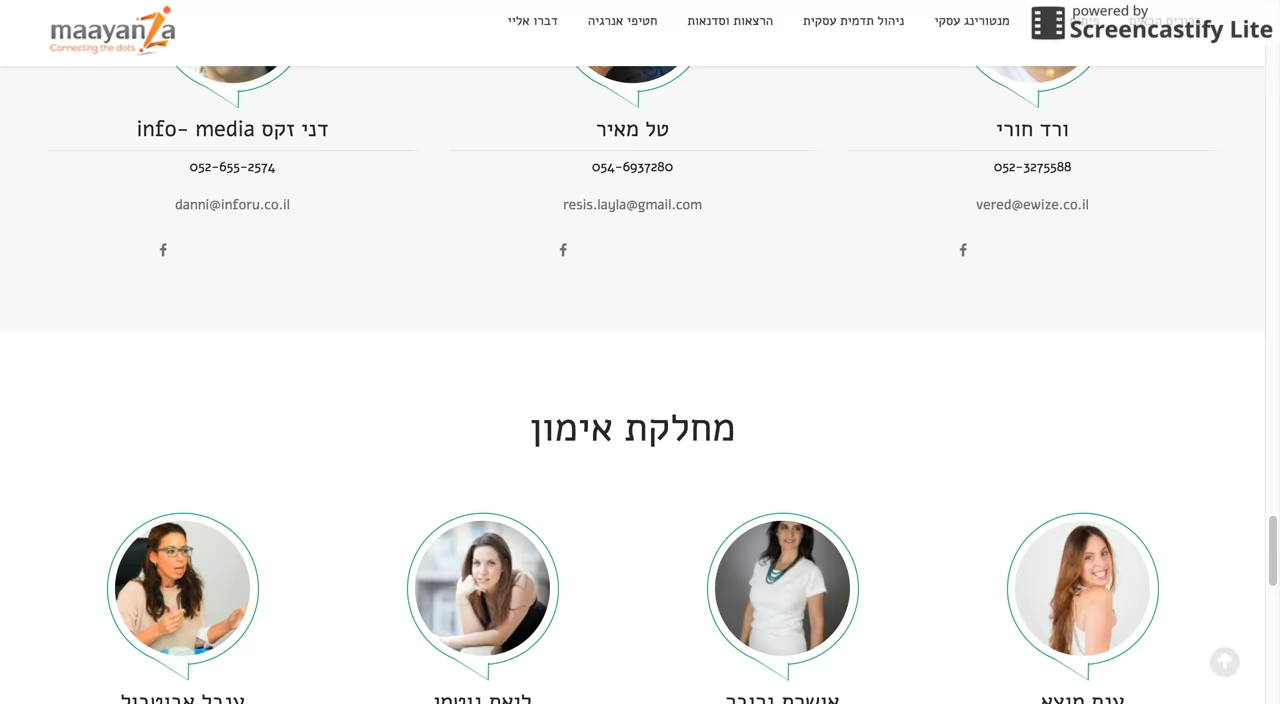 maayanZa
Connecting the dots
מנטורינג עסקי
ניהול תדמית עסקית
הרצאות וסדנאות
חטיפי אנרגיה
דברו אליי
powered by
Screencastify Lite
ורד חורי
טל מאיר
דני זקס info- media
052-3275588
054-6937280
052-655-2574
vered@ewize.co.il
resis.layla@gmail.com
danni@inforu.co.il
מחלקת אימון